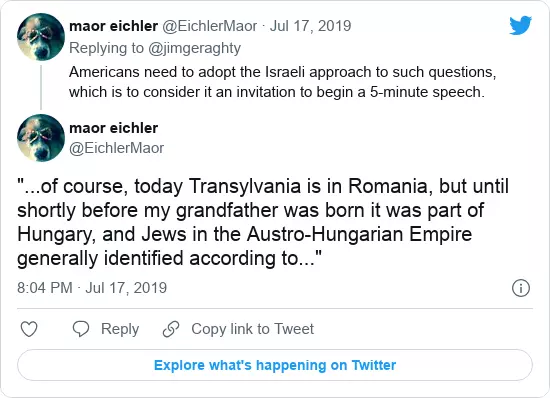 maor eichler @EichlerMaor · Jul 17, 2019
Replying to @jimgeraghty
Americans need to adopt the Israeli approach to such questions,
which is to consider it an invitation to begin a 5-minute speech.
maor eichler
@EichlerMaor
"...of course, today Transylvania is in Romania, but until
shortly before my grandfather was born it was part of
Hungary, and Jews in the Austro-Hungarian Empire
generally identified according to..."
8:04 PM · Jul 17, 2019
Reply
Copy link to Tweet
Explore what's happening on Twitter